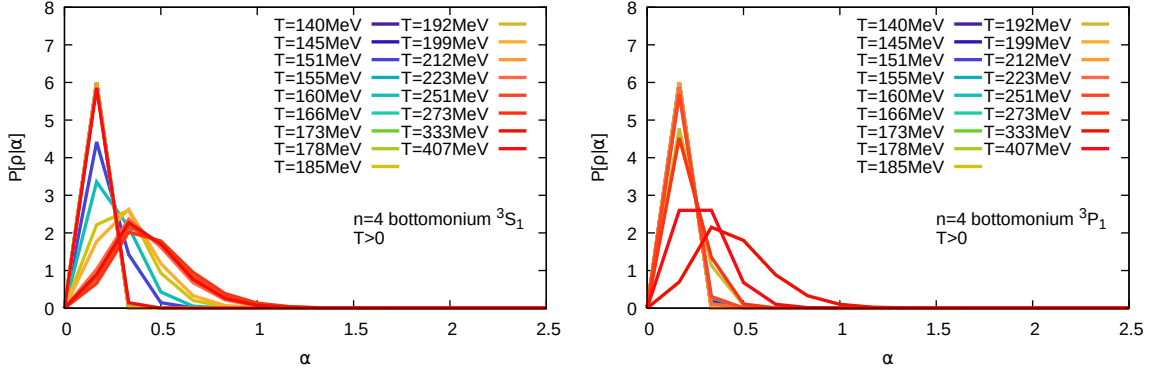 8
7
6
5
4
3
2
1
0
P[ρ|α]
T=140MeV T=192MeV
T=145MeV T=199MeV
T=151MeV T=212MeV
T=155MeV T=223MeV
T=160MeV T=251MeV
T=166MeV T=273MeV
T=173MeV T=333MeV
T=178MeV T=407MeV
T=185MeV
n=4 bottomonium ³S₁
T>0
0 0.5 1 1.5 2 2.5
α
8
7
6
5
4
3
2
1
0
P[ρ|α]
T=140MeV T=192MeV
T=145MeV T=199MeV
T=151MeV T=212MeV
T=155MeV T=223MeV
T=160MeV T=251MeV
T=166MeV T=273MeV
T=173MeV T=333MeV
T=178MeV T=407MeV
T=185MeV
n=4 bottomonium ³P₁
T>0
0 0.5 1 1.5 2 2.5
α